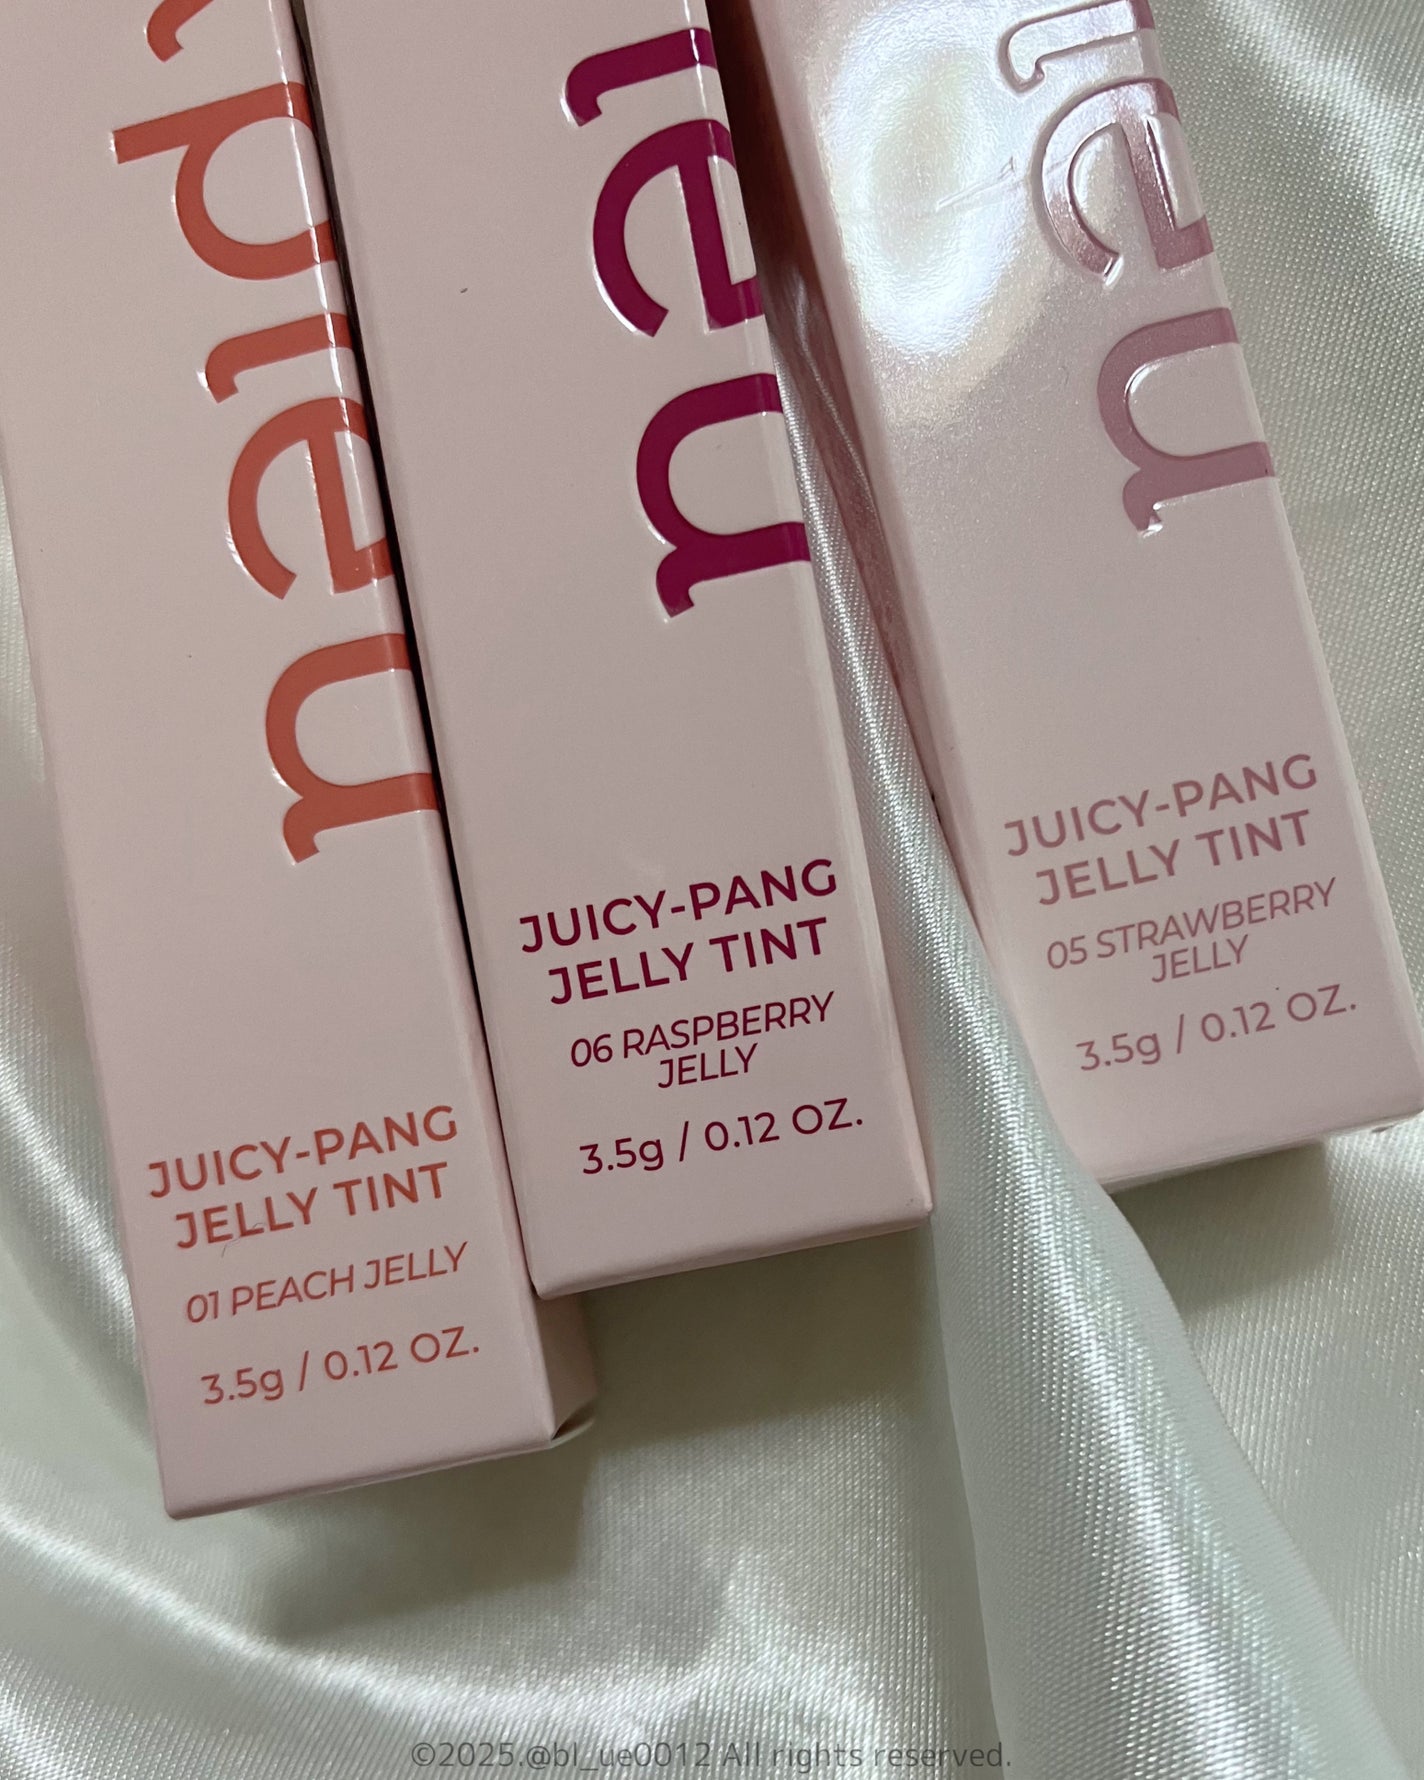 JUICY-PANG
JELLY TINT
01 PEACH JELLY
3.5g / 0.12 OZ.
JUICY-PANG
JELLY TINT
06 RASPBERRY
JELLY
3.5g / 0.12 OZ.
JUICY-PANG
JELLY TINT
05 STRAWBERRY
JELLY
3.5g / 0.12 OZ.
©2025.@bl_ue0012 All rights reserved.